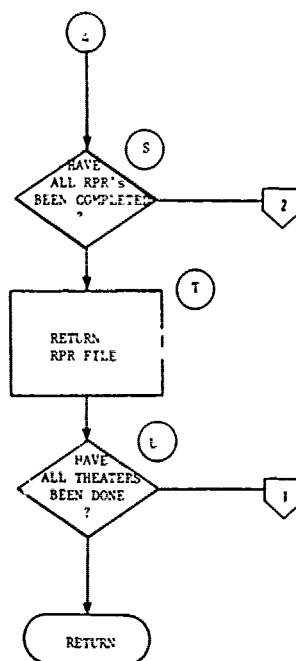 S
HAVE
ALL RPR's
BEEN COMPLETED
?
2
T
RETURN
RPR FILE
HAVE
ALL THEATERS
BEEN DONE
?
1
RETURN